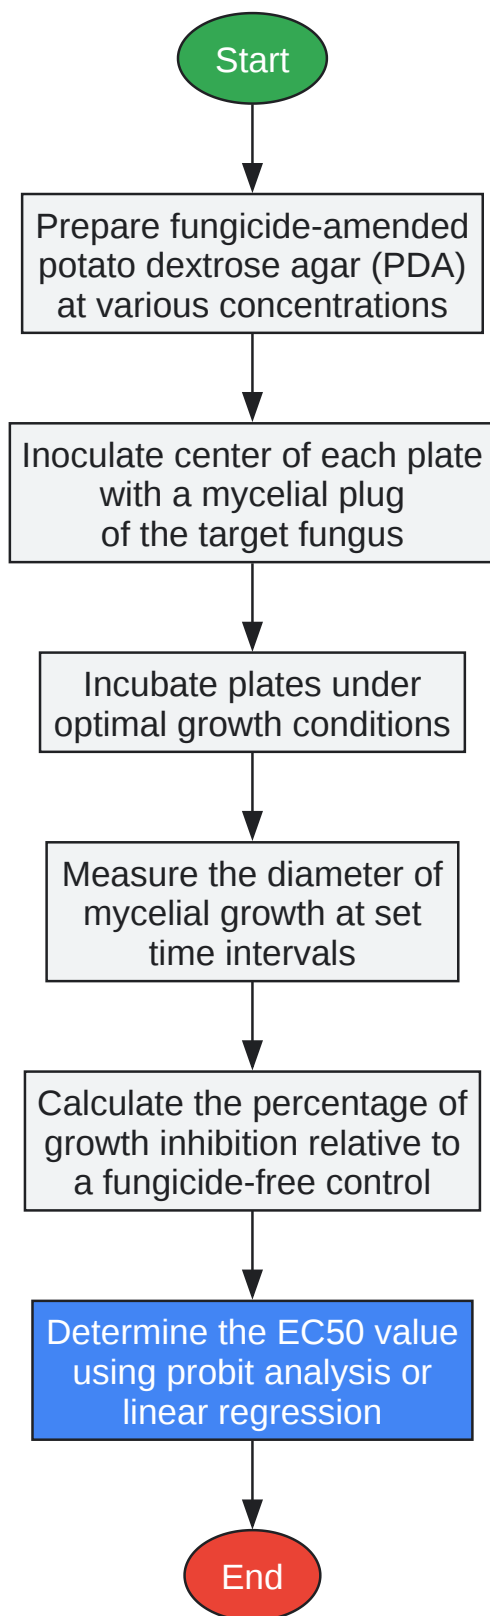 Start
Prepare fungicide-amended
potato dextrose agar (PDA)
at various concentrations
Inoculate center of each plate
with a mycelial plug
of the target fungus
Incubate plates under
optimal growth conditions
Measure the diameter of
mycelial growth at set
time intervals
Calculate the percentage of
growth inhibition relative to
a fungicide-free control
Determine the EC50 value
using probit analysis or
linear regression
End